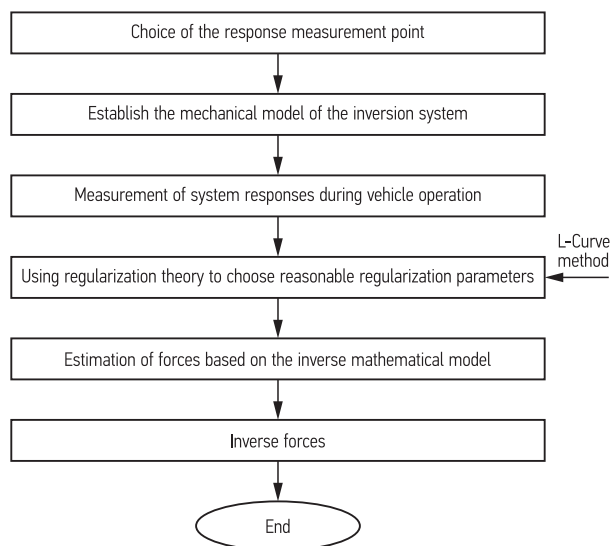 Choice of the response measurement point
Establish the mechanical model of the inversion system
Measurement of system responses during vehicle operation
L-Curve
method
Using regularization theory to choose reasonable regularization parameters
Estimation of forces based on the inverse mathematical model
Inverse forces
End